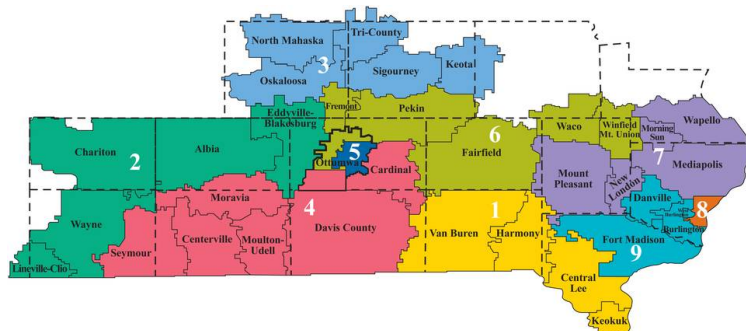 Tri-County
North Mahaska
3
Keota
Oskaloosa
Sigourney
Eddyville-
Blakesburg
Fremont
Pekin
Wapello
Waco
Winfield
Mt. Union
Morning
Sun
6
Chariton
2
Albia
5
Ottumwa
Fairfield
7
Cardinal
Mediapolis
Mount
Pleasant
New
London
Moravia
Danville
Wayne
4
1
8
Burlington
Seymour
Centerville
Moulton-
Udell
Davis County
Van Buren
Harmony
Fort Madison
9
Lineville-Clio
Central
Lee
Keokuk